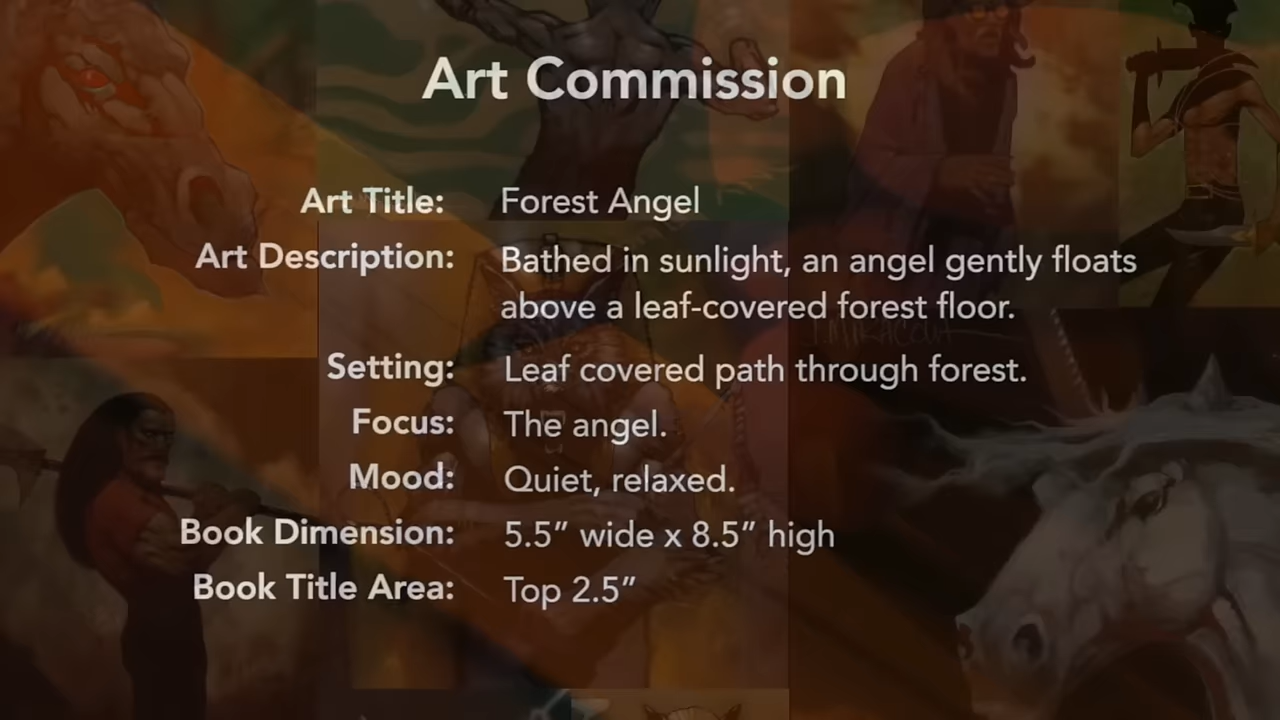 Art Commission
Art Title: Forest Angel
Art Description: Bathed in sunlight, an angel gently floats
above a leaf-covered forest floor.
Setting: Leaf covered path through forest.
Focus: The angel.
Mood: Quiet, relaxed.
Book Dimension: 5.5” wide x 8.5” high
Book Title Area: Top 2.5”